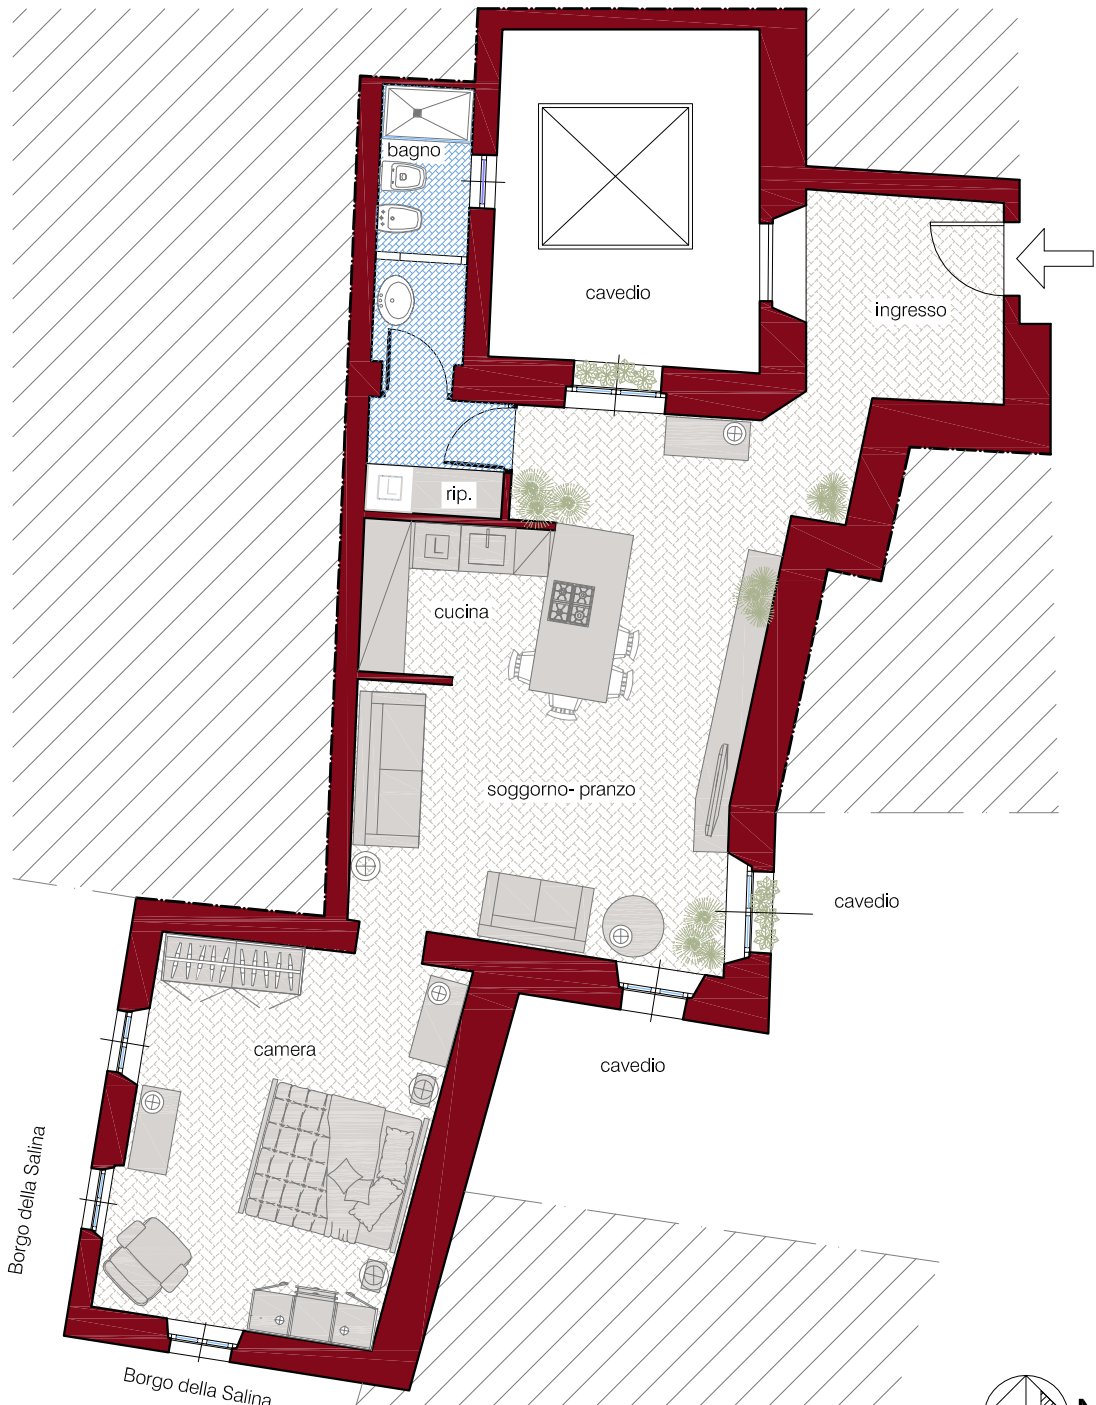 bagno
cavedio
ingresso
L
rip.
L
cucina
soggorno- pranzo
cavedio
camera
cavedio
Borgo della Salina
Borgo della Salina